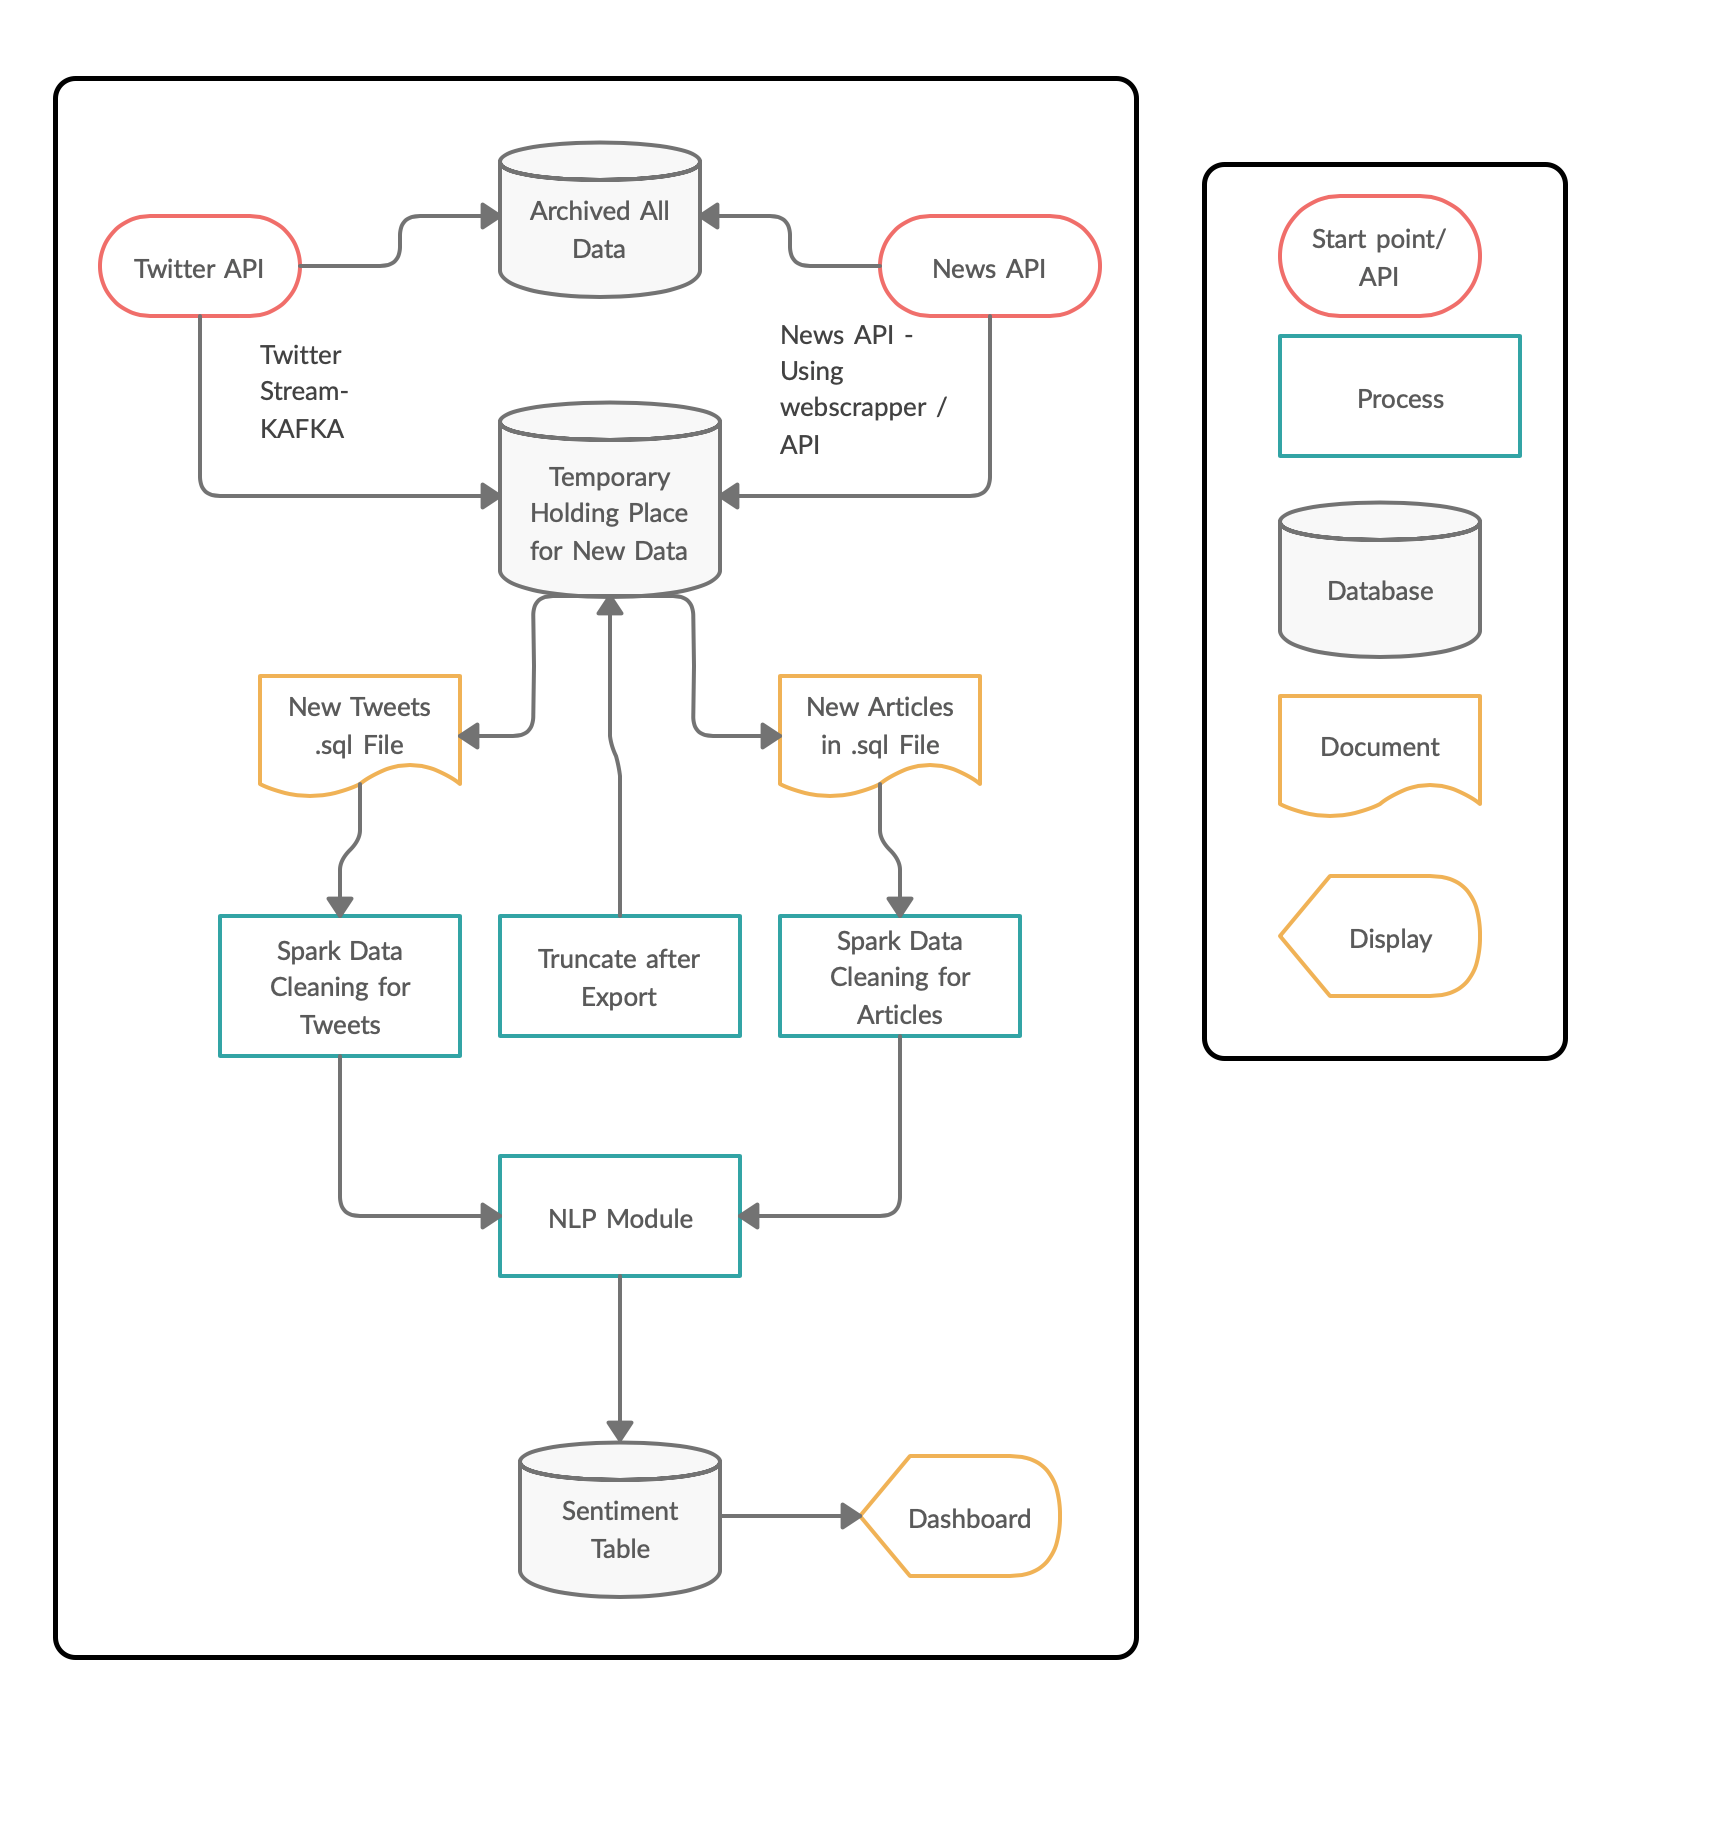 Archived All
Data
Twitter API
News API
Twitter
Stream-
KAFKA
News API -
Using
webscrapper /
API
Temporary
Holding Place
for New Data
New Tweets
.sql File
New Articles
in .sql File
Spark Data
Cleaning for
Tweets
Truncate after
Export
Spark Data
Cleaning for
Articles
NLP Module
Sentiment
Table
Dashboard
Start point/
API
Process
Database
Document
Display